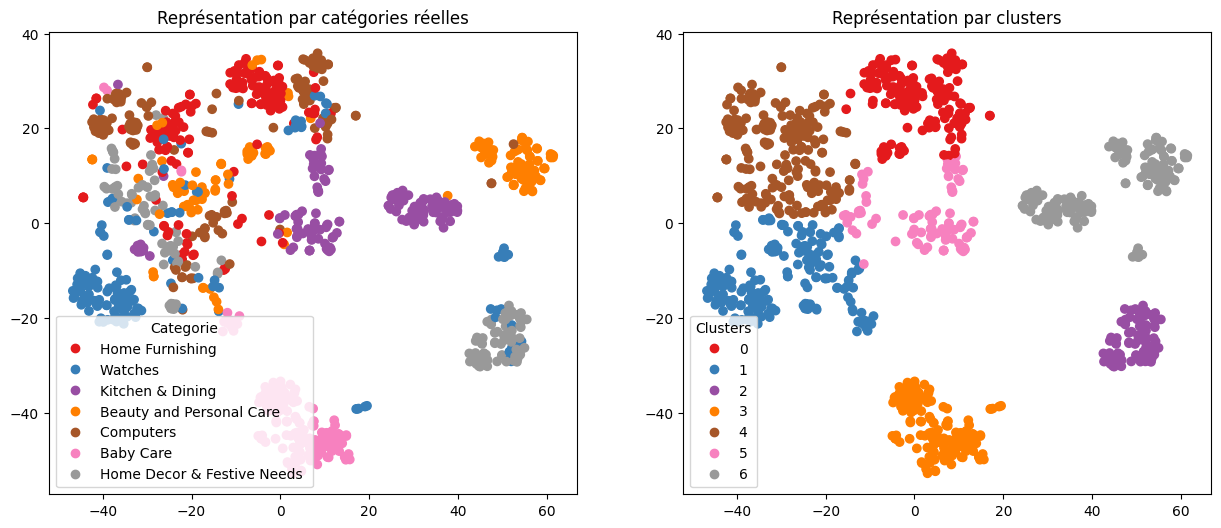 Représentation par catégories réelles
40
20
0
−20
−40
−40
−20
0
20
40
60
Categorie
Home Furnishing
Watches
Kitchen & Dining
Beauty and Personal Care
Computers
Baby Care
Home Decor & Festive Needs
Représentation par clusters
40
20
0
−20
−40
−40
−20
0
20
40
60
Clusters
0
1
2
3
4
5
6